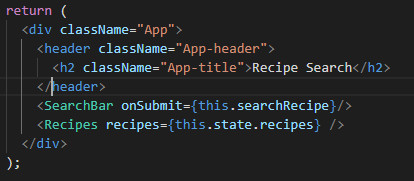 return (
<div className="App">
<header className="App-header">
<h2 className="App-title">Recipe Search</h2>
</header>
<SearchBar onSubmit={this.searchRecipe}/>
<Recipes recipes={this.state.recipes} />
</div>
);